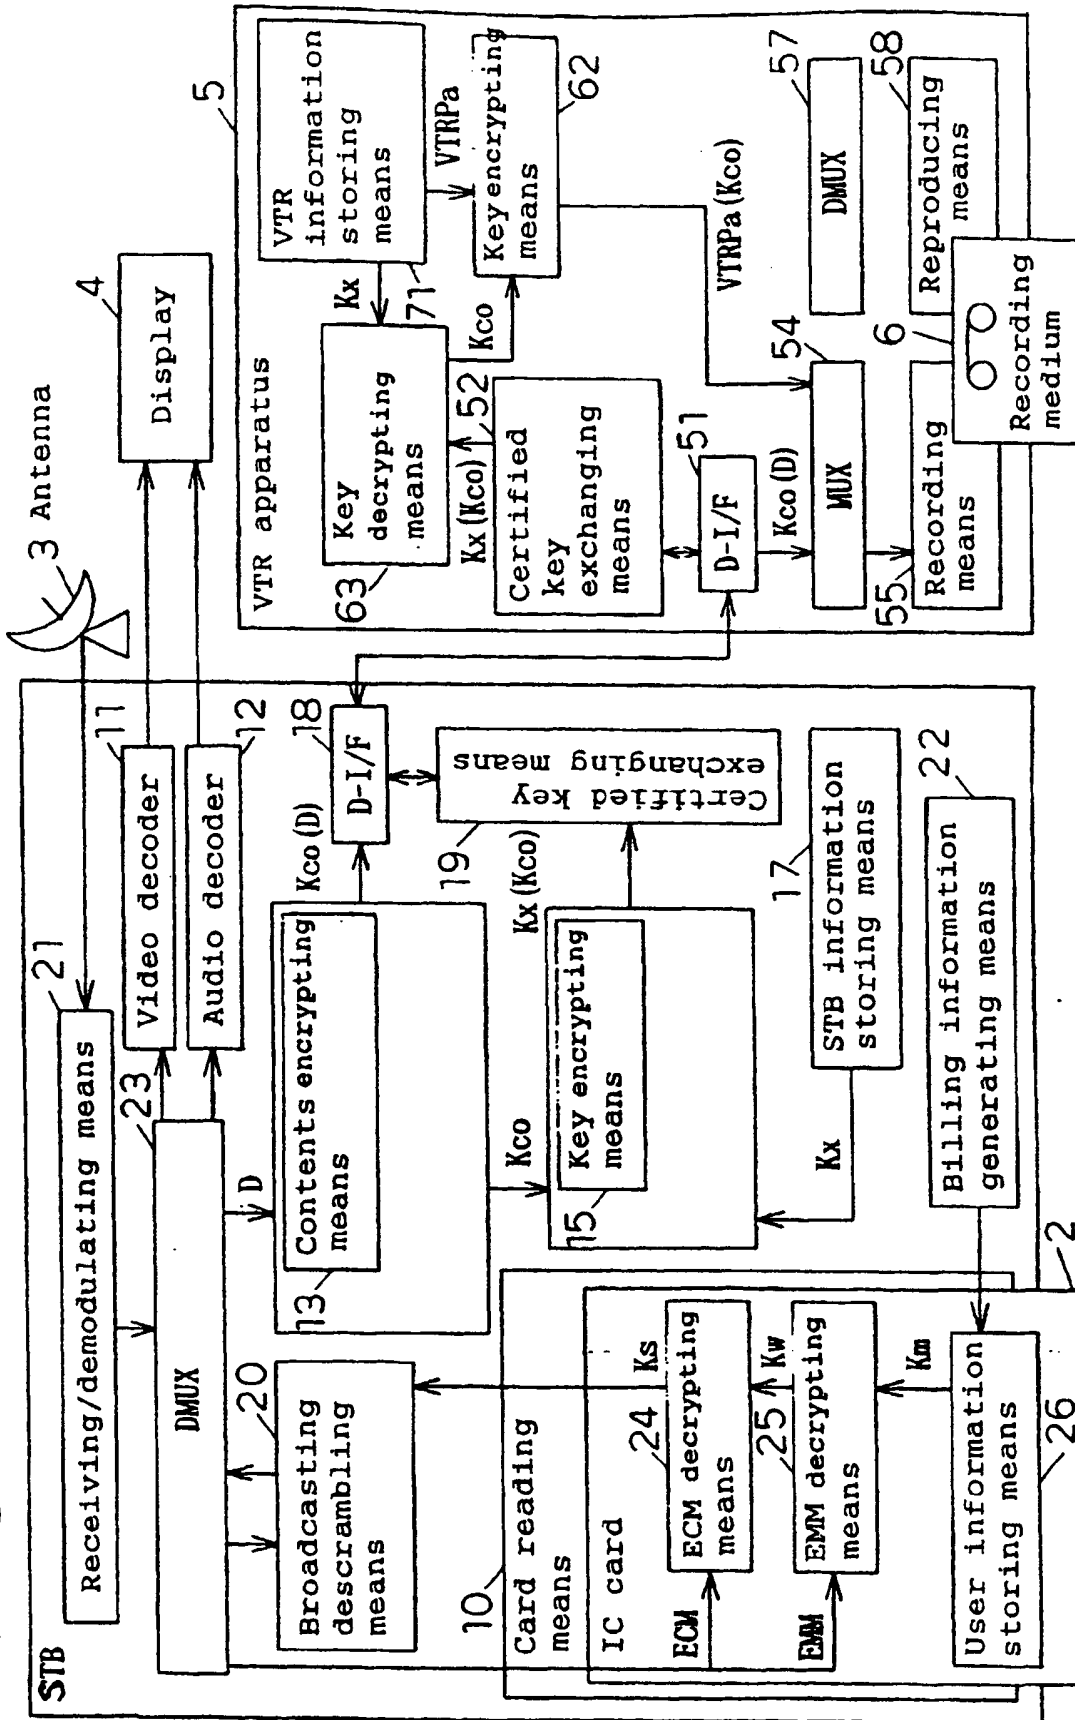 STB
Receiving/demodulating means
21
3 Antenna
DMUX
23
Video decoder
11
Audio decoder
12
Display
4
Broadcasting
descrambling
means
20
D
Contents encrypting
means
13
Kco(D)
D-I/F
18
Kco
Key encrypting
means
15
Kx(Kco)
Certified key
exchanging means
19
Kx
STB information
storing means
17
Billing information
generating means
22
Card reading
means
10
IC card
2
ECM
ECM decrypting
means
24
Ks
EMM
EMM decrypting
means
25
Kw
Km
User information
storing means
26
VTR apparatus
5
VTR
information
storing
means
71
Kx
VTRPa
Key
decrypting
means
63
Kco
Key encrypting
means
62
Kx(Kco)
Certified
key
exchanging
means
52
D-I/F
51
VTRPa(Kco)
Kco(D)
MUX
54
DMUX
57
Recording
means
55
Reproducing
means
58
6
Recording
medium